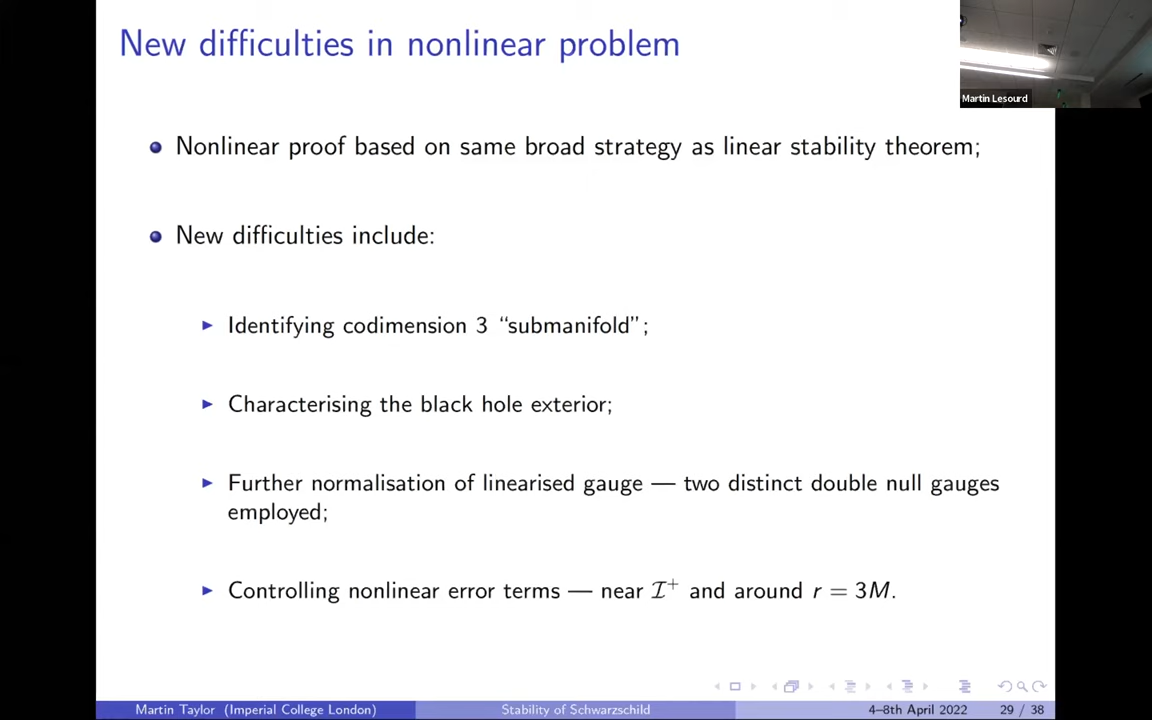 New difficulties in nonlinear problem
Martin Lesourd
Nonlinear proof based on same broad strategy as linear stability theorem;
New difficulties include:
Identifying codimension 3 “submanifold”;
Characterising the black hole exterior;
Further normalisation of linearised gauge — two distinct double null gauges
employed;
Controlling nonlinear error terms — near ℐ⁺ and around r = 3M.
Martin Taylor (Imperial College London) Stability of Schwarzschild 4–8th April 2022 29 / 38